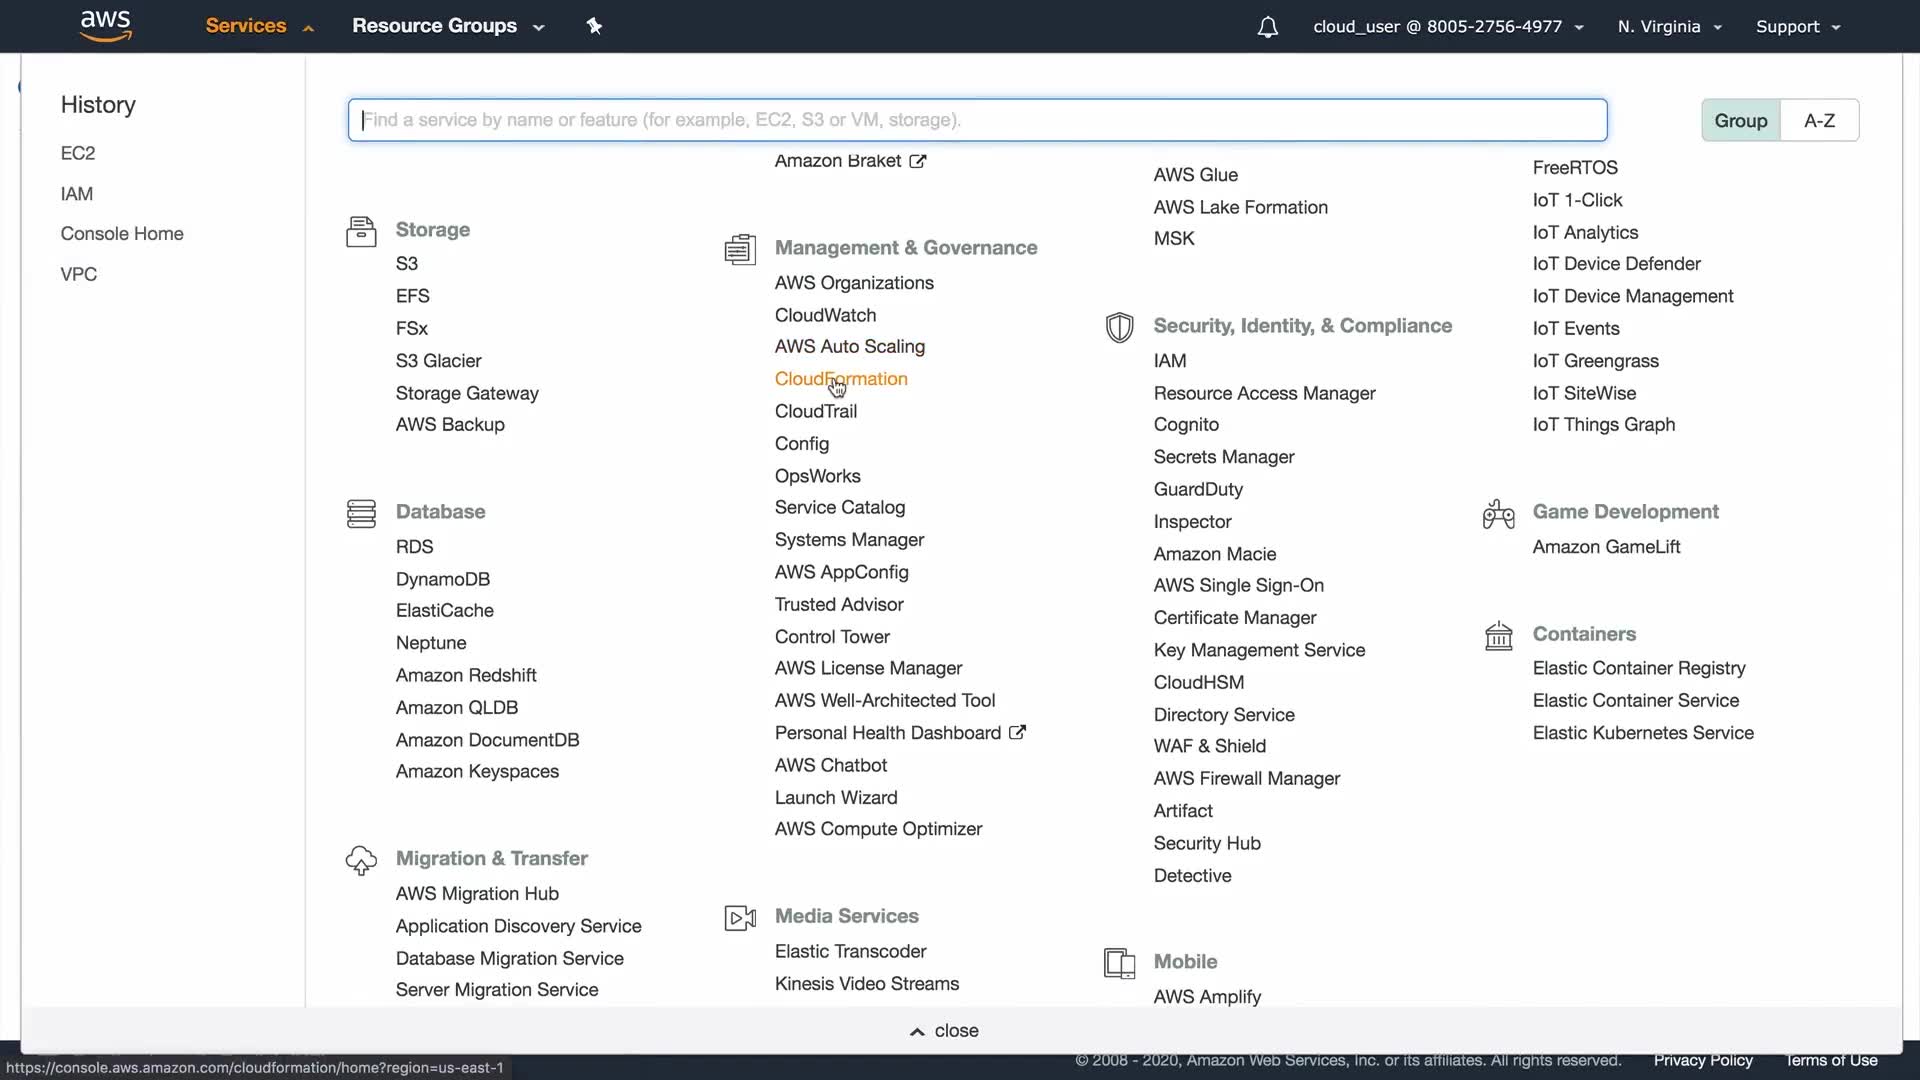 aws
Services
Resource Groups
cloud_user @ 8005-2756-4977
N. Virginia
Support
History
EC2
IAM
Console Home
VPC
Find a service by name or feature (for example, EC2, S3 or VM, storage).
Group
A-Z
Storage
S3
EFS
FSx
S3 Glacier
Storage Gateway
AWS Backup
Database
RDS
DynamoDB
ElastiCache
Neptune
Amazon Redshift
Amazon QLDB
Amazon DocumentDB
Amazon Keyspaces
Migration & Transfer
AWS Migration Hub
Application Discovery Service
Database Migration Service
Server Migration Service
Amazon Braket
Management & Governance
AWS Organizations
CloudWatch
AWS Auto Scaling
CloudFormation
CloudTrail
Config
OpsWorks
Service Catalog
Systems Manager
AWS AppConfig
Trusted Advisor
Control Tower
AWS License Manager
AWS Well-Architected Tool
Personal Health Dashboard
AWS Chatbot
Launch Wizard
AWS Compute Optimizer
Media Services
Elastic Transcoder
Kinesis Video Streams
AWS Glue
AWS Lake Formation
MSK
Security, Identity, & Compliance
IAM
Resource Access Manager
Cognito
Secrets Manager
GuardDuty
Inspector
Amazon Macie
AWS Single Sign-On
Certificate Manager
Key Management Service
CloudHSM
Directory Service
WAF & Shield
AWS Firewall Manager
Artifact
Security Hub
Detective
Mobile
AWS Amplify
FreeRTOS
IoT 1-Click
IoT Analytics
IoT Device Defender
IoT Device Management
IoT Events
IoT Greengrass
IoT SiteWise
IoT Things Graph
Game Development
Amazon GameLift
Containers
Elastic Container Registry
Elastic Container Service
Elastic Kubernetes Service
close
https://console.aws.amazon.com/cloudformation/home?region=us-east-1
© 2008 - 2020, Amazon Web Services, Inc. or its affiliates. All rights reserved.
Privacy Policy
Terms of Use